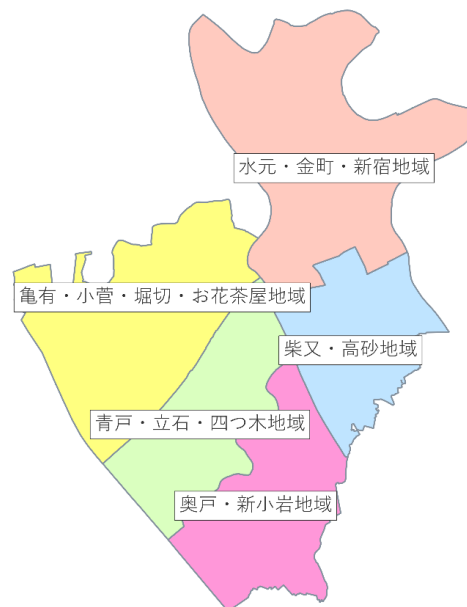 水元・金町・新宿地域
亀有・小菅・堀切・お花茶屋地域
柴又・高砂地域
青戸・立石・四つ木地域
奥戸・新小岩地域